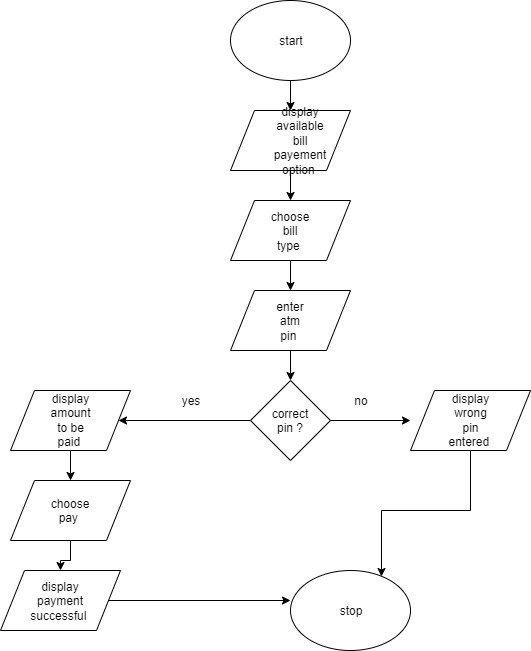 start
display
available
bill
payement
option
choose
bill
type
enter
atm
pin
correct
pin ?
yes
no
display
amount
to be
paid
display
wrong
pin
entered
choose
pay
display
payment
successful
stop